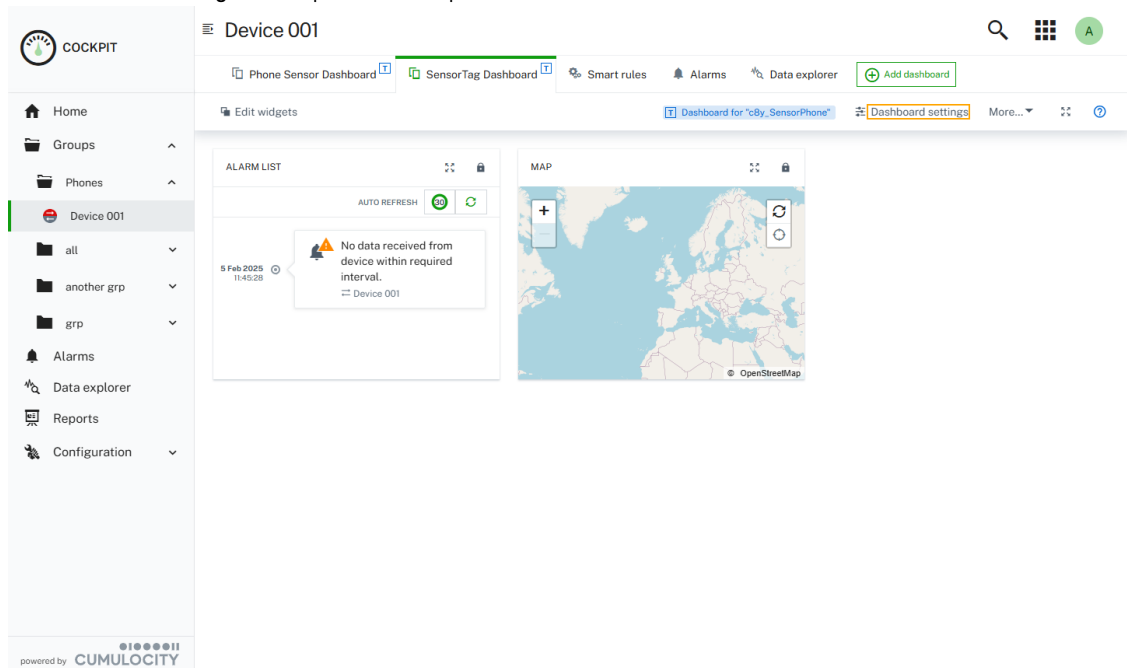 COCKPIT
Device 001
A
Phone Sensor Dashboard T
SensorTag Dashboard T
Smart rules
Alarms
Data explorer
Add dashboard
Edit widgets
T Dashboard for "c8y_SensorPhone"
Dashboard settings
More...
?
Home
Groups
Phones
Device 001
all
another grp
grp
Alarms
Data explorer
Reports
Configuration
ALARM LIST
AUTO REFRESH
30
5 Feb 2025
11:45:28
No data received from
device within required
interval.
Device 001
MAP
+
−
© OpenStreetMap
powered by CUMULOCITY